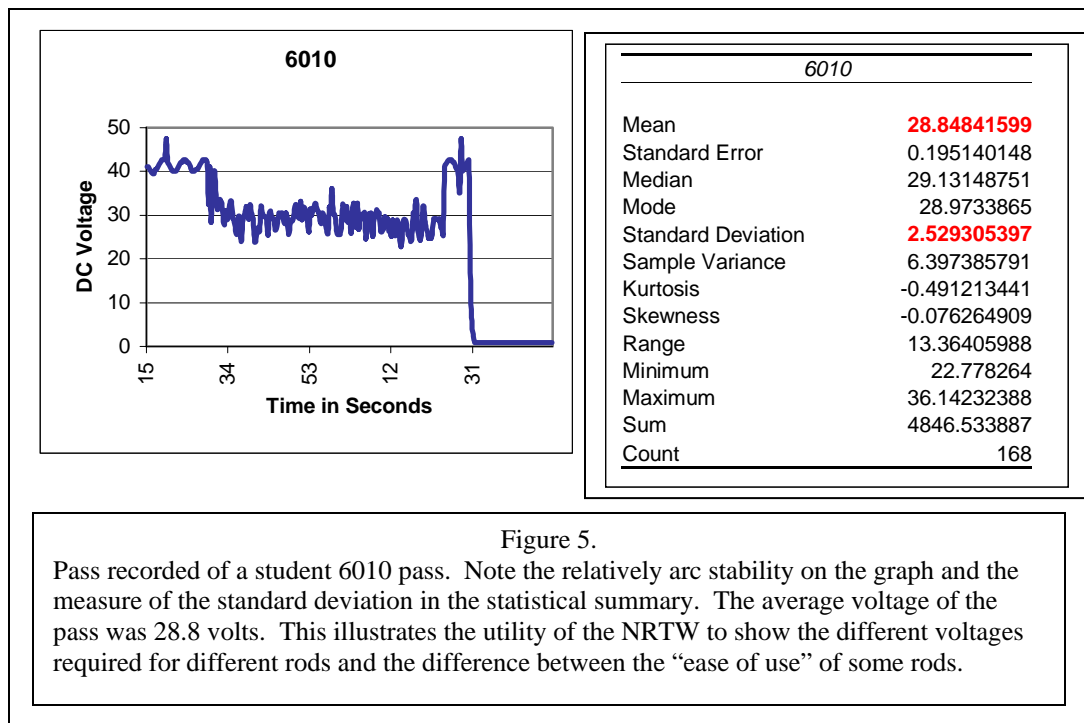 6010
50
40
30
20
10
0
DC Voltage
15
34
53
12
31
Time in Seconds
6010
Mean 28.84841599
Standard Error 0.195140148
Median 29.13148751
Mode 28.9733865
Standard Deviation 2.529305397
Sample Variance 6.397385791
Kurtosis -0.491213441
Skewness -0.076264909
Range 13.36405988
Minimum 22.778264
Maximum 36.14232388
Sum 4846.533887
Count 168
Figure 5.
Pass recorded of a student 6010 pass. Note the relatively arc stability on the graph and the
measure of the standard deviation in the statistical summary. The average voltage of the
pass was 28.8 volts. This illustrates the utility of the NRTW to show the different voltages
required for different rods and the difference between the “ease of use” of some rods.